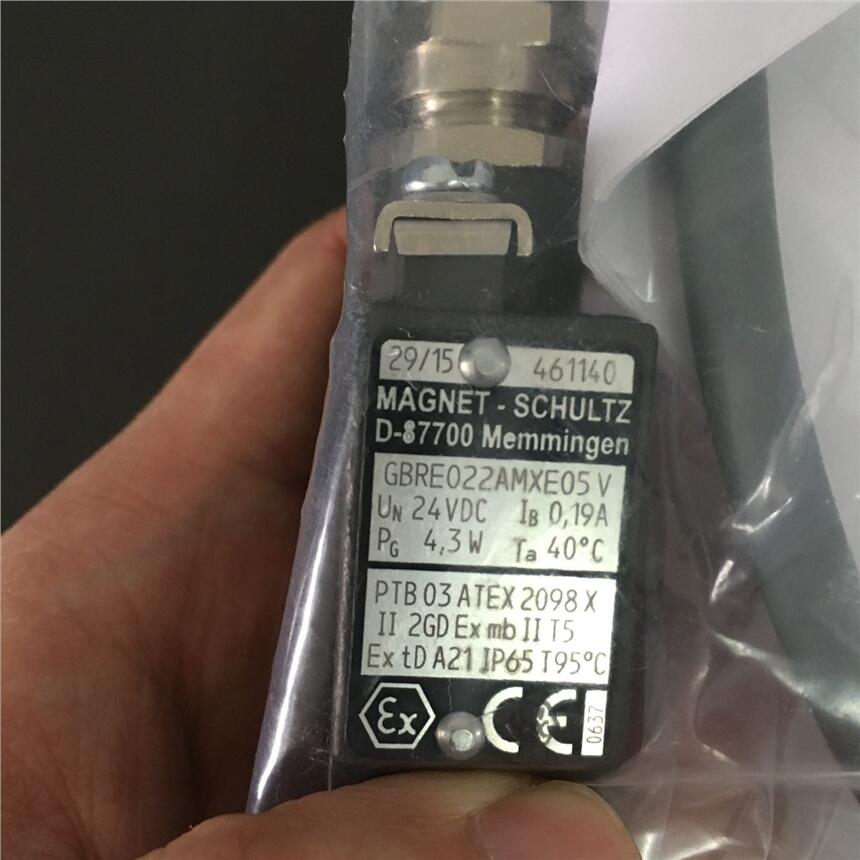 29/15 461140
MAGNET - SCHULTZ
D-87700 Memmingen
GBRE022AMXE05 V
UN 24VDC IB 0,19A
PG 4,3W Ta 40°C
PTB 03 ATEX 2098 X
II 2GD Ex mb II T5
Ex tD A21 IP65 T95°C
Ex CE 0637